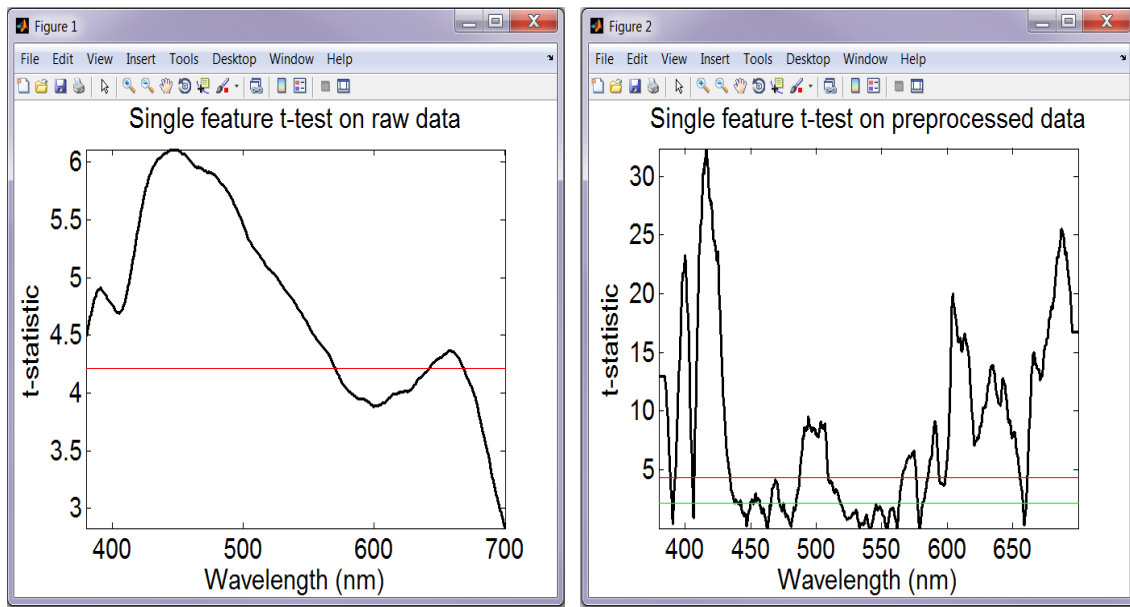 Figure 1
File Edit View Insert Tools Desktop Window Help
Single feature t-test on raw data
6
5.5
5
4.5
4
3.5
3
t-statistic
400 500 600 700
Wavelength (nm)
Figure 2
File Edit View Insert Tools Desktop Window Help
Single feature t-test on preprocessed data
30
25
20
15
10
5
t-statistic
400 450 500 550 600 650
Wavelength (nm)